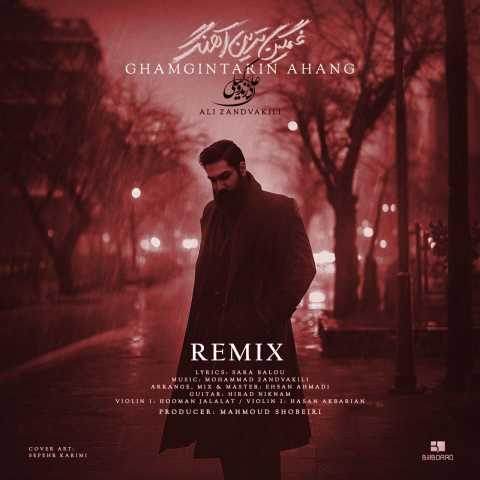 غمگین ترین آهنگ
GHAMGINTARIN AHANG
علی زندوکیلی
ALI ZANDVAKILI
REMIX
LYRICS: SARA BALOU
MUSIC: MOHAMMAD ZANDVAKILI
ARRANGE, MIX & MASTER: EHSAN AHMADI
GUITAR: HIRAD NIKNAM
VIOLIN 1: HOOMAN JALALAT / VIOLIN 2: HASAN AKBARIAN
PRODUCER: MAHMOUD SHOBEIRI
COVER ART:
SEPEHR KARIMI
BILLBOARD